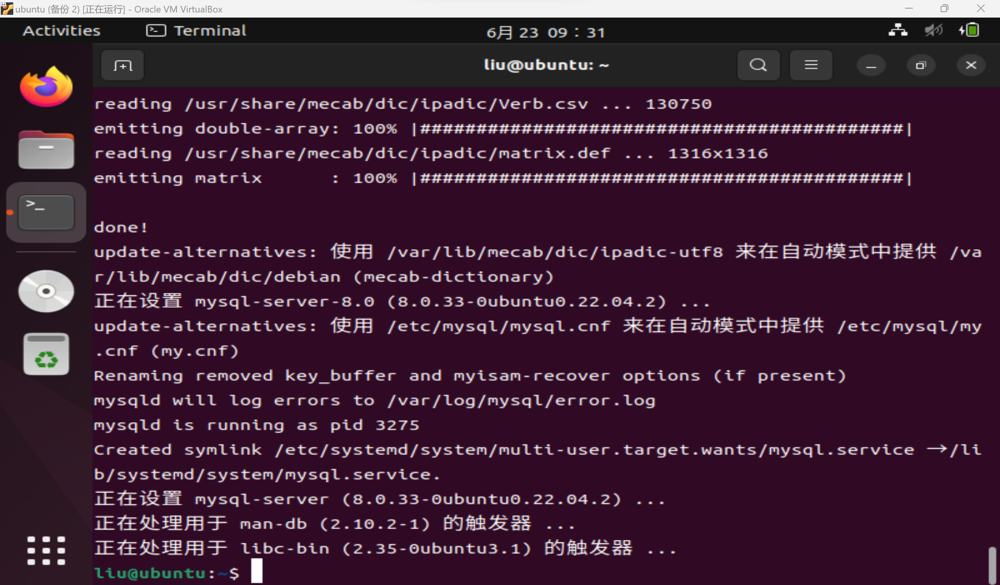 64
ubuntu (备份 2) [正在运行] - Oracle VM VirtualBox
Activities
Terminal
6月 23 09：31
liu@ubuntu: ~
reading /usr/share/mecab/dic/ipadic/Verb.csv ... 130750
emitting double-array: 100% |###########################################|
reading /usr/share/mecab/dic/ipadic/matrix.def ... 1316x1316
emitting matrix      : 100% |###########################################|
done!
update-alternatives: 使用 /var/lib/mecab/dic/ipadic-utf8 来在自动模式中提供 /va
r/lib/mecab/dic/debian (mecab-dictionary)
正在设置 mysql-server-8.0 (8.0.33-0ubuntu0.22.04.2) ...
update-alternatives: 使用 /etc/mysql/mysql.cnf 来在自动模式中提供 /etc/mysql/my
.cnf (my.cnf)
Renaming removed key_buffer and myisam-recover options (if present)
mysqld will log errors to /var/log/mysql/error.log
mysqld is running as pid 3275
Created symlink /etc/systemd/system/multi-user.target.wants/mysql.service →/li
b/systemd/system/mysql.service.
正在设置 mysql-server (8.0.33-0ubuntu0.22.04.2) ...
正在处理用于 man-db (2.10.2-1) 的触发器 ...
正在处理用于 libc-bin (2.35-0ubuntu3.1) 的触发器 ...
liu@ubuntu:~$